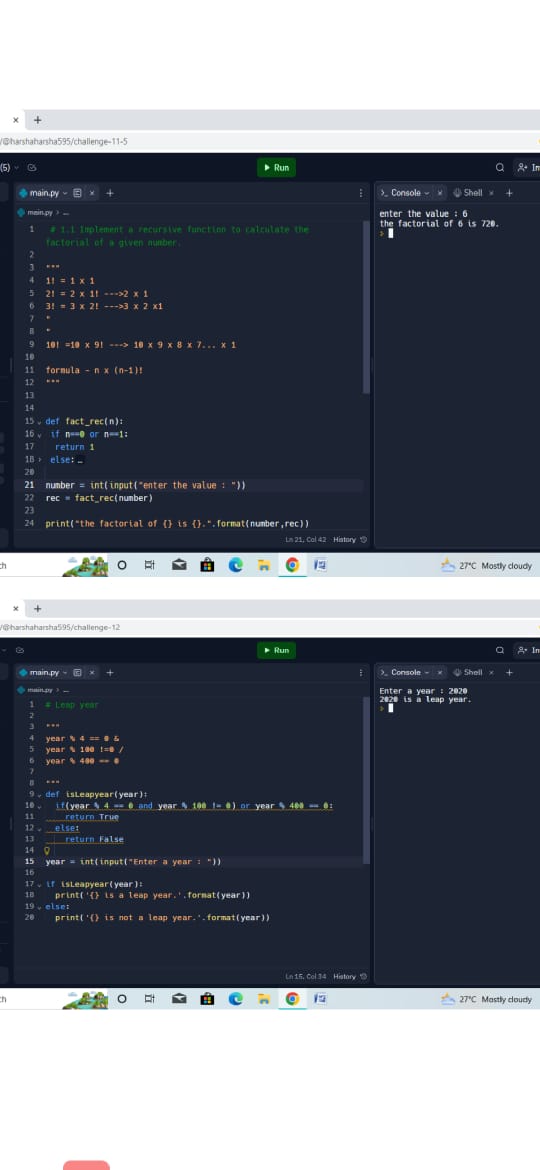 × +
/@harshaharsha595/challenge-11-5
(5) Run In
main.py × + Console × Shell × +
main.py > ...
1 # 1.1 Implement a recursive function to calculate the
factorial of a given number.
2
3 """
4 1! = 1 x 1
5 2! = 2 x 1! --->2 x 1
6 3! = 3 x 2! --->3 x 2 x1
7 "
8 "
9 10! =10 x 9! ---> 10 x 9 x 8 x 7... x 1
10
11 formula - n x (n-1)!
12 """
13
14
15 def fact_rec(n):
16 if n==0 or n==1:
17 return 1
18 else: …
20
21 number = int(input("enter the value : "))
22 rec = fact_rec(number)
23
24 print("the factorial of {} is {}.".format(number,rec))
Ln 21, Col 42 History
enter the value : 6
the factorial of 6 is 720.
>
ch 27°C Mostly cloudy
× +
/@harshaharsha595/challenge-12
Run In
main.py × + Console × Shell × +
main.py > ...
1 # Leap year
2
3 """
4 year % 4 == 0 &
5 year % 100 !=0 /
6 year % 400 == 0
7
8 """
9 def isLeapyear(year):
10 if(year % 4 == 0 and year % 100 != 0) or year % 400 == 0:
11 return True
12 else:
13 return False
14
15 year = int(input("Enter a year : "))
16
17 if isLeapyear(year):
18 print('{} is a leap year.'.format(year))
19 else:
20 print('{} is not a leap year.'.format(year))
Ln 15, Col 34 History
Enter a year : 2020
2020 is a leap year.
>
ch 27°C Mostly cloudy